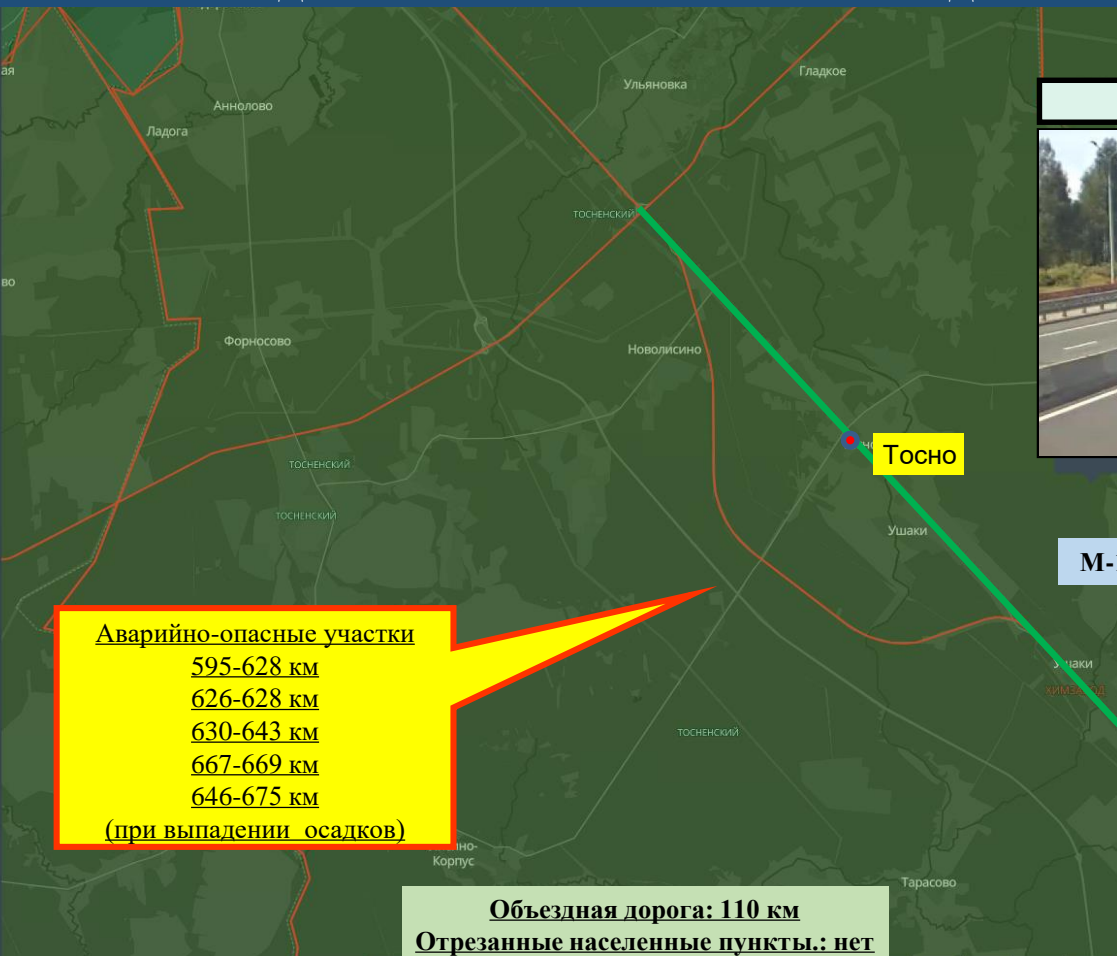 Ульяновка
Гладкое
Аннолово
Ладога
ТОСНЕНСКИЙ
Форносово
Новолисино
Тосно
ТОСНЕНСКИЙ
ТОСНЕНСКИЙ
Ушаки
М-
Аварийно-опасные участки
595-628 км
626-628 км
630-643 км
667-669 км
646-675 км
(при выпадении осадков)
Ушаки
ХИМЗАВОД
ТОСНЕНСКИЙ
Корпус
Тарасово
Объездная дорога: 110 км
Отрезанные населенные пункты.: нет